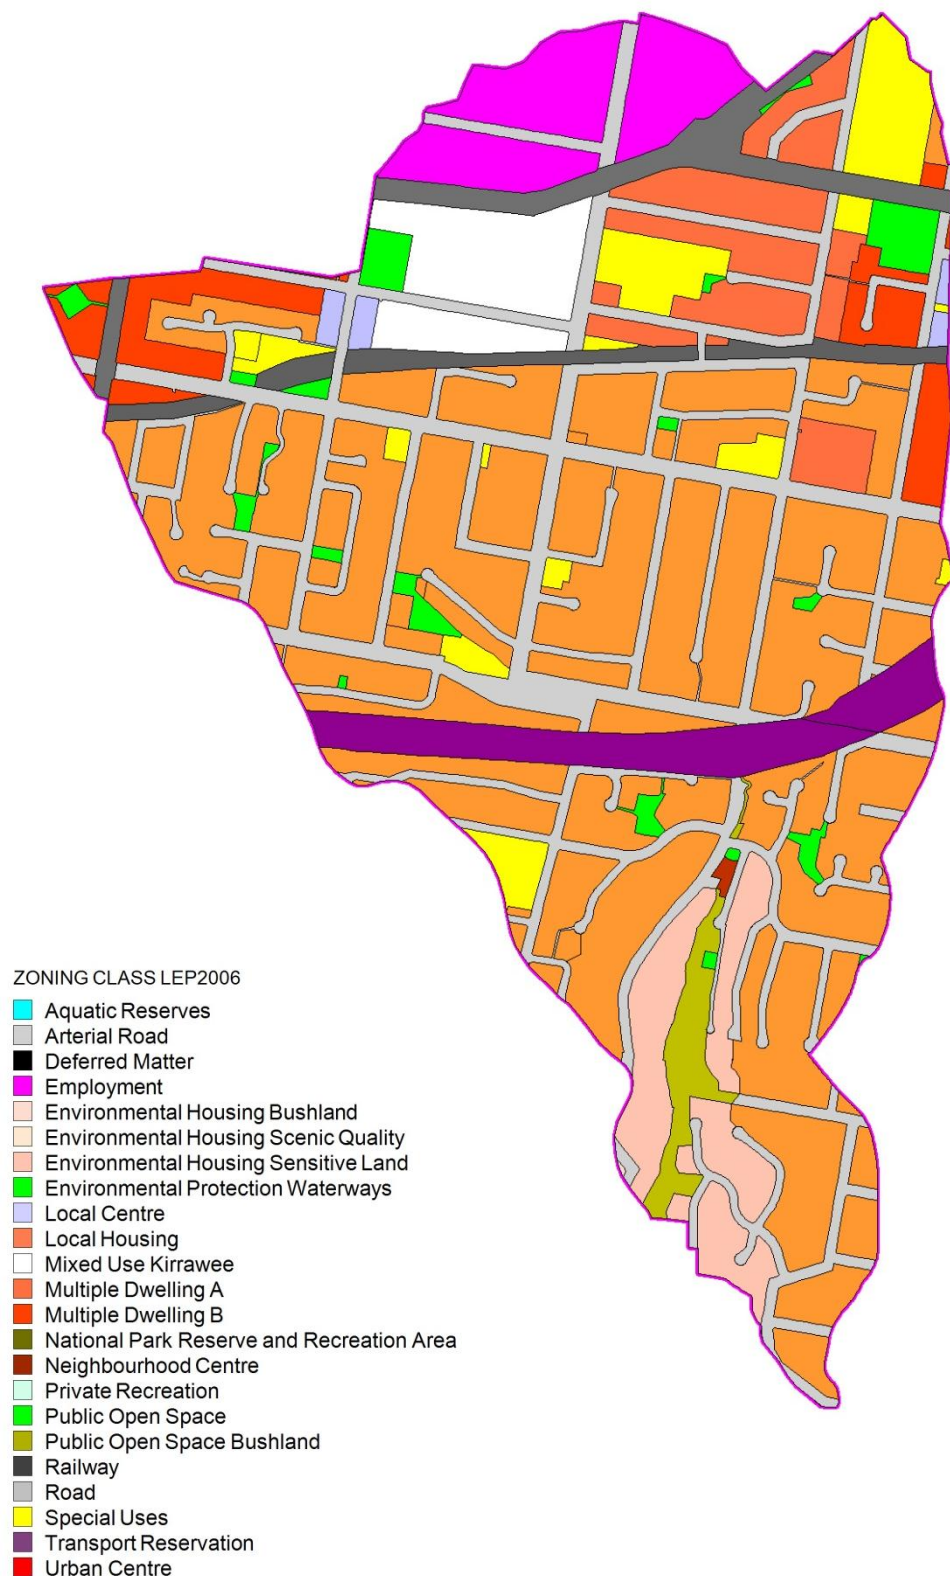 ZONING CLASS LEP2006
Aquatic Reserves
Arterial Road
Deferred Matter
Employment
Environmental Housing Bushland
Environmental Housing Scenic Quality
Environmental Housing Sensitive Land
Environmental Protection Waterways
Local Centre
Local Housing
Mixed Use Kirrawee
Multiple Dwelling A
Multiple Dwelling B
National Park Reserve and Recreation Area
Neighbourhood Centre
Private Recreation
Public Open Space
Public Open Space Bushland
Railway
Road
Special Uses
Transport Reservation
Urban Centre